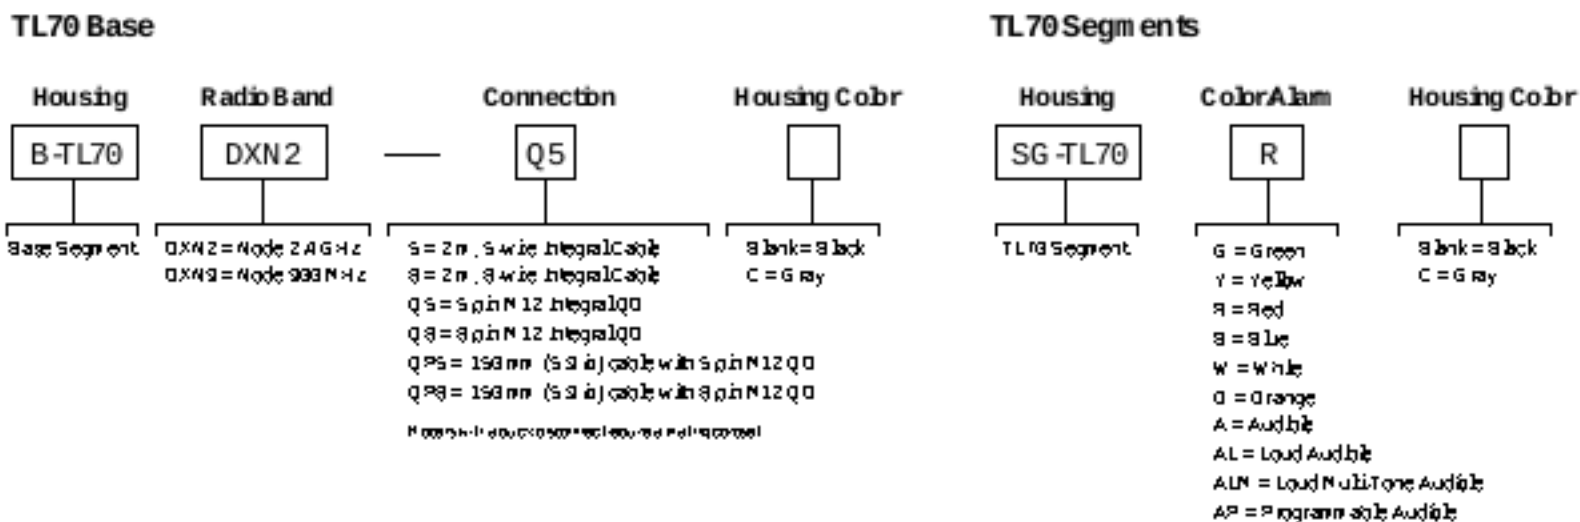 TL70 Base
Housing Radio Band Connection Housing Color
B-TL70 DXN2 — Q5
Base Segment
DXN2 = Node 2.4 GHz
DXN9 = Node 900 MHz
5 = 2 m, 5-wire Integral Cable
8 = 2 m, 8-wire Integral Cable
Q5 = 5-pin M12 Integral QD
Q8 = 8-pin M12 Integral QD
QP5 = 150 mm (5.9 in) cable with 5-pin M12 QD
QP8 = 150 mm (5.9 in) cable with 8-pin M12 QD
Blank = Black
C = Gray
TL70 Segments
Housing Color/Alarm Housing Color
SG-TL70 R
TL70 Segment
G = Green
Y = Yellow
R = Red
B = Blue
W = White
O = Orange
A = Audible
AL = Loud Audible
ALM = Loud Multi-Tone Audible
AP = Programmable Audible
Blank = Black
C = Gray